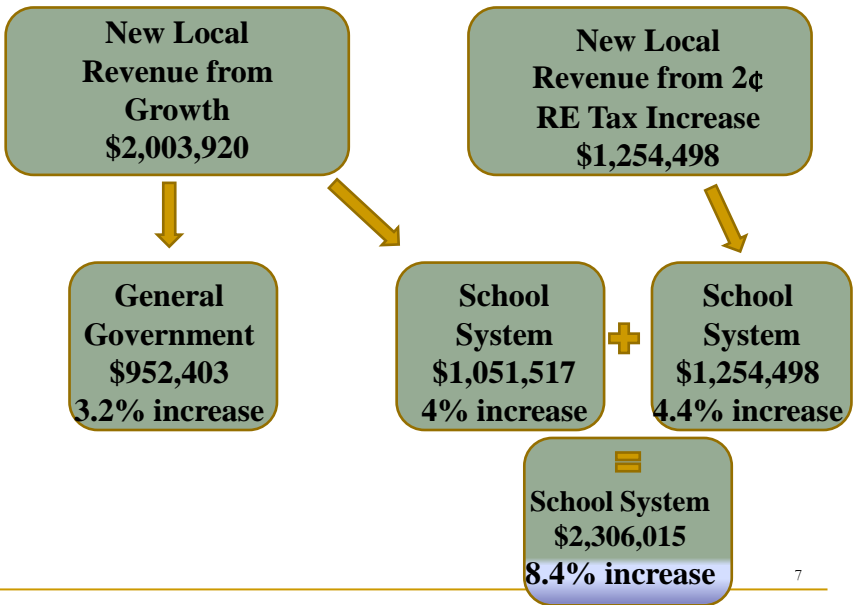 New Local
Revenue from
Growth
$2,003,920
New Local
Revenue from 2¢
RE Tax Increase
$1,254,498
General
Government
$952,403
3.2% increase
School
System
$1,051,517
4% increase
School
System
$1,254,498
4.4% increase
School System
$2,306,015
8.4% increase
7